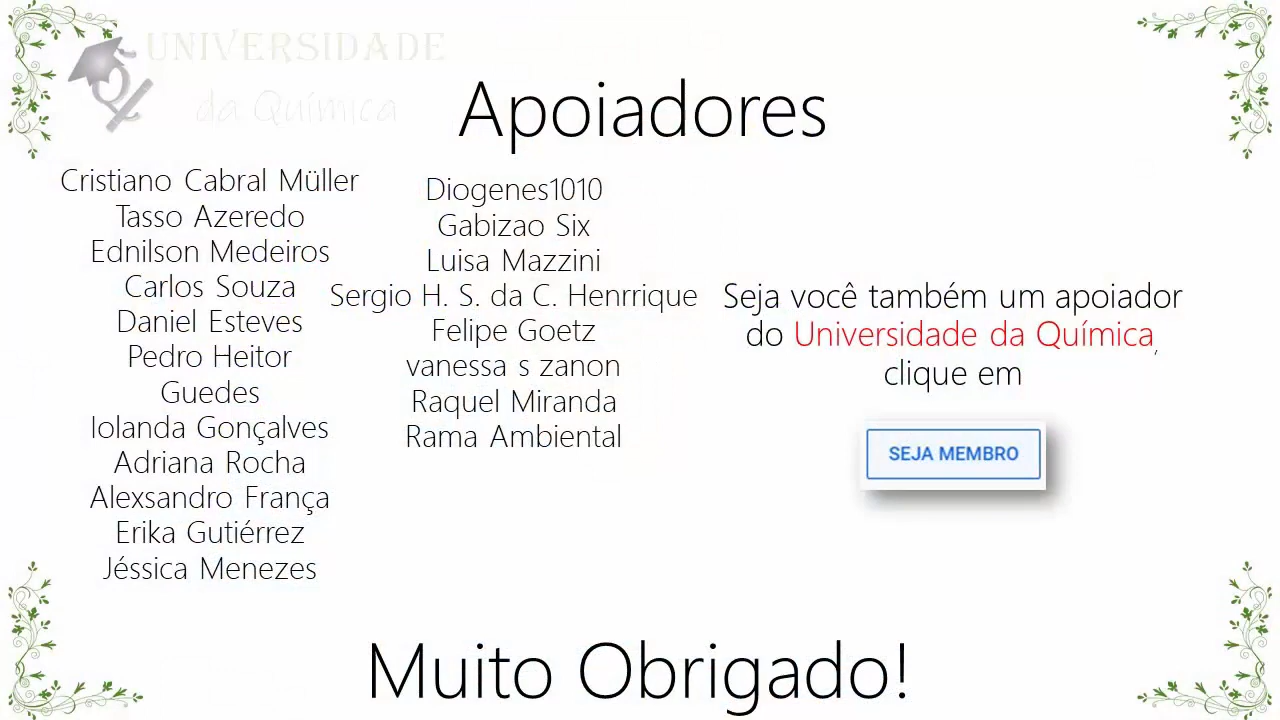 UNIVERSIDADE
da Química
Apoiadores
Cristiano Cabral Müller
Tasso Azeredo
Ednilson Medeiros
Carlos Souza
Daniel Esteves
Pedro Heitor
Guedes
Iolanda Gonçalves
Adriana Rocha
Alexsandro França
Erika Gutiérrez
Jéssica Menezes
Diogenes1010
Gabizao Six
Luisa Mazzini
Sergio H. S. da C. Henrrique
Felipe Goetz
vanessa s zanon
Raquel Miranda
Rama Ambiental
Seja você também um apoiador
do Universidade da Química,
clique em
SEJA MEMBRO
Muito Obrigado!